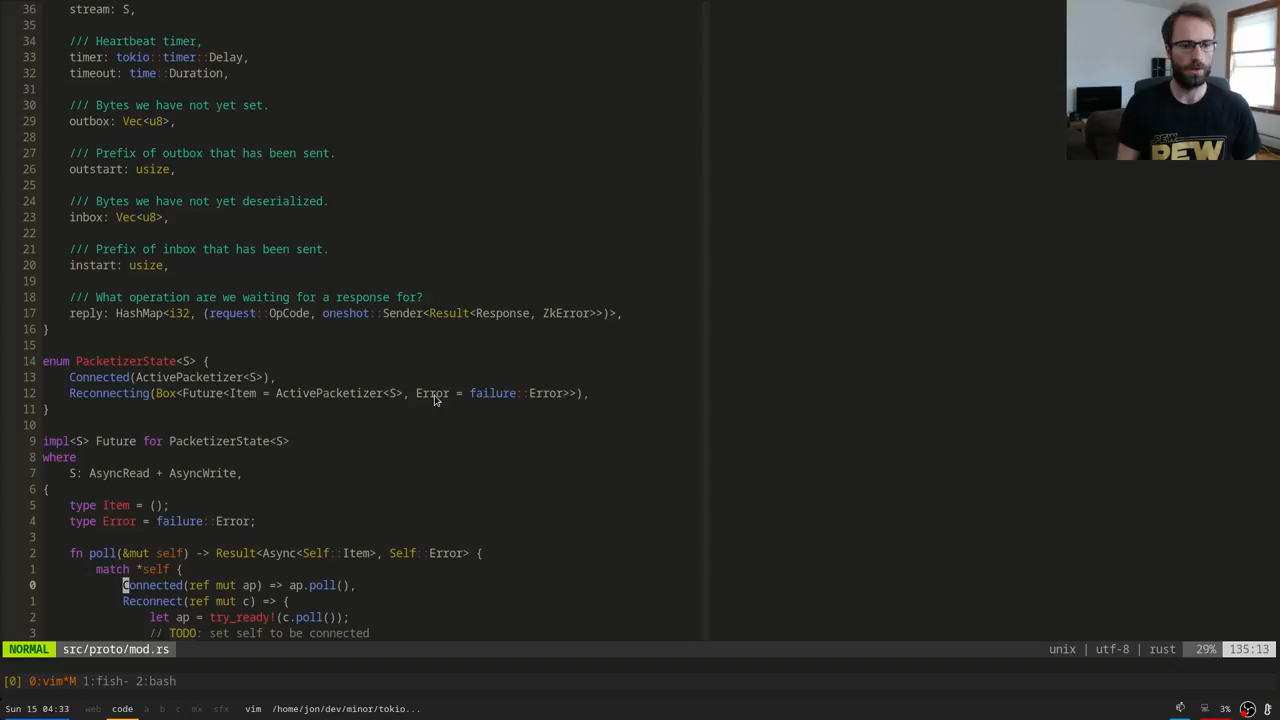 36     stream: S,
35
34     /// Heartbeat timer,
33     timer: tokio::timer::Delay,
32     timeout: time::Duration,
31
30     /// Bytes we have not yet set.
29     outbox: Vec<u8>,
28
27     /// Prefix of outbox that has been sent.
26     outstart: usize,
25
24     /// Bytes we have not yet deserialized.
23     inbox: Vec<u8>,
22
21     /// Prefix of inbox that has been sent.
20     instart: usize,
19
18     /// What operation are we waiting for a response for?
17     reply: HashMap<i32, (request::OpCode, oneshot::Sender<Result<Response, ZkError>>)>,
16 }
15
14 enum PacketizerState<S> {
13     Connected(ActivePacketizer<S>),
12     Reconnecting(Box<Future<Item = ActivePacketizer<S>, Error = failure::Error>>),
11 }
10
9 impl<S> Future for PacketizerState<S>
8 where
7     S: AsyncRead + AsyncWrite,
6 {
5     type Item = ();
4     type Error = failure::Error;
3
2     fn poll(&mut self) -> Result<Async<Self::Item>, Self::Error> {
1         match *self {
0             Connected(ref mut ap) => ap.poll(),
1             Reconnect(ref mut c) => {
2                 let ap = try_ready!(c.poll());
3                 // TODO: set self to be connected
NORMAL src/proto/mod.rs unix | utf-8 | rust 29% 135:13
[0] 0:vim*M 1:fish- 2:bash
Sun 15 04:33 web code a b c mx sfx vim /home/jon/dev/minor/tokio... 3%
PEW
PEW